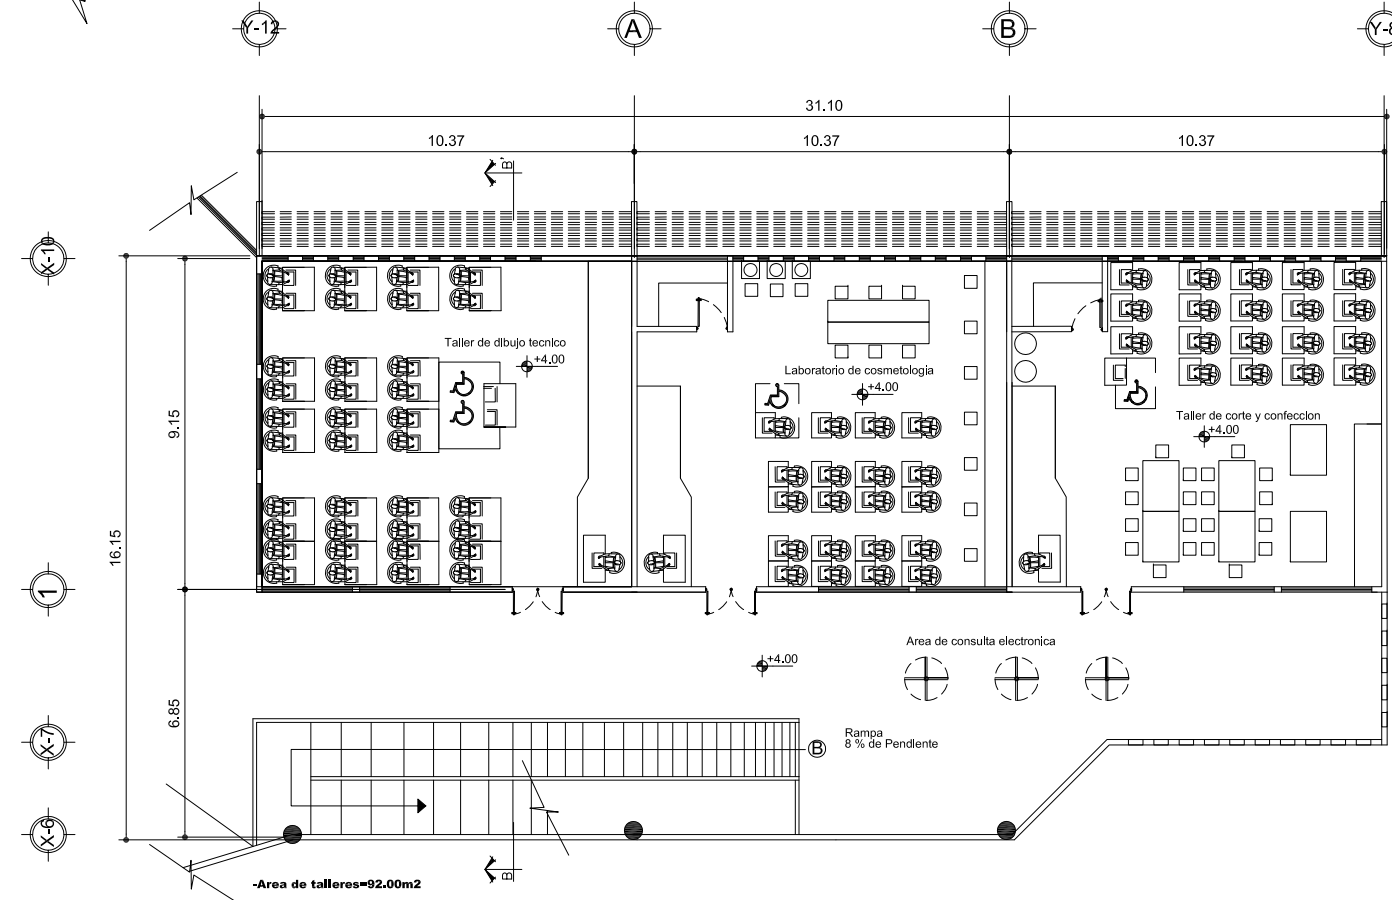 Y-12
A
B
Y-8
31.10
10.37
10.37
10.37
B'
X-10
Taller de dibujo tecnico
+4.00
Laboratorio de cosmetologia
+4.00
Taller de corte y confeccion
+4.00
9.15
16.15
1
Area de consulta electronica
+4.00
6.85
X-7
Rampa
8 % de Pendiente
B
X-6
B
-Area de talleres=92.00m2